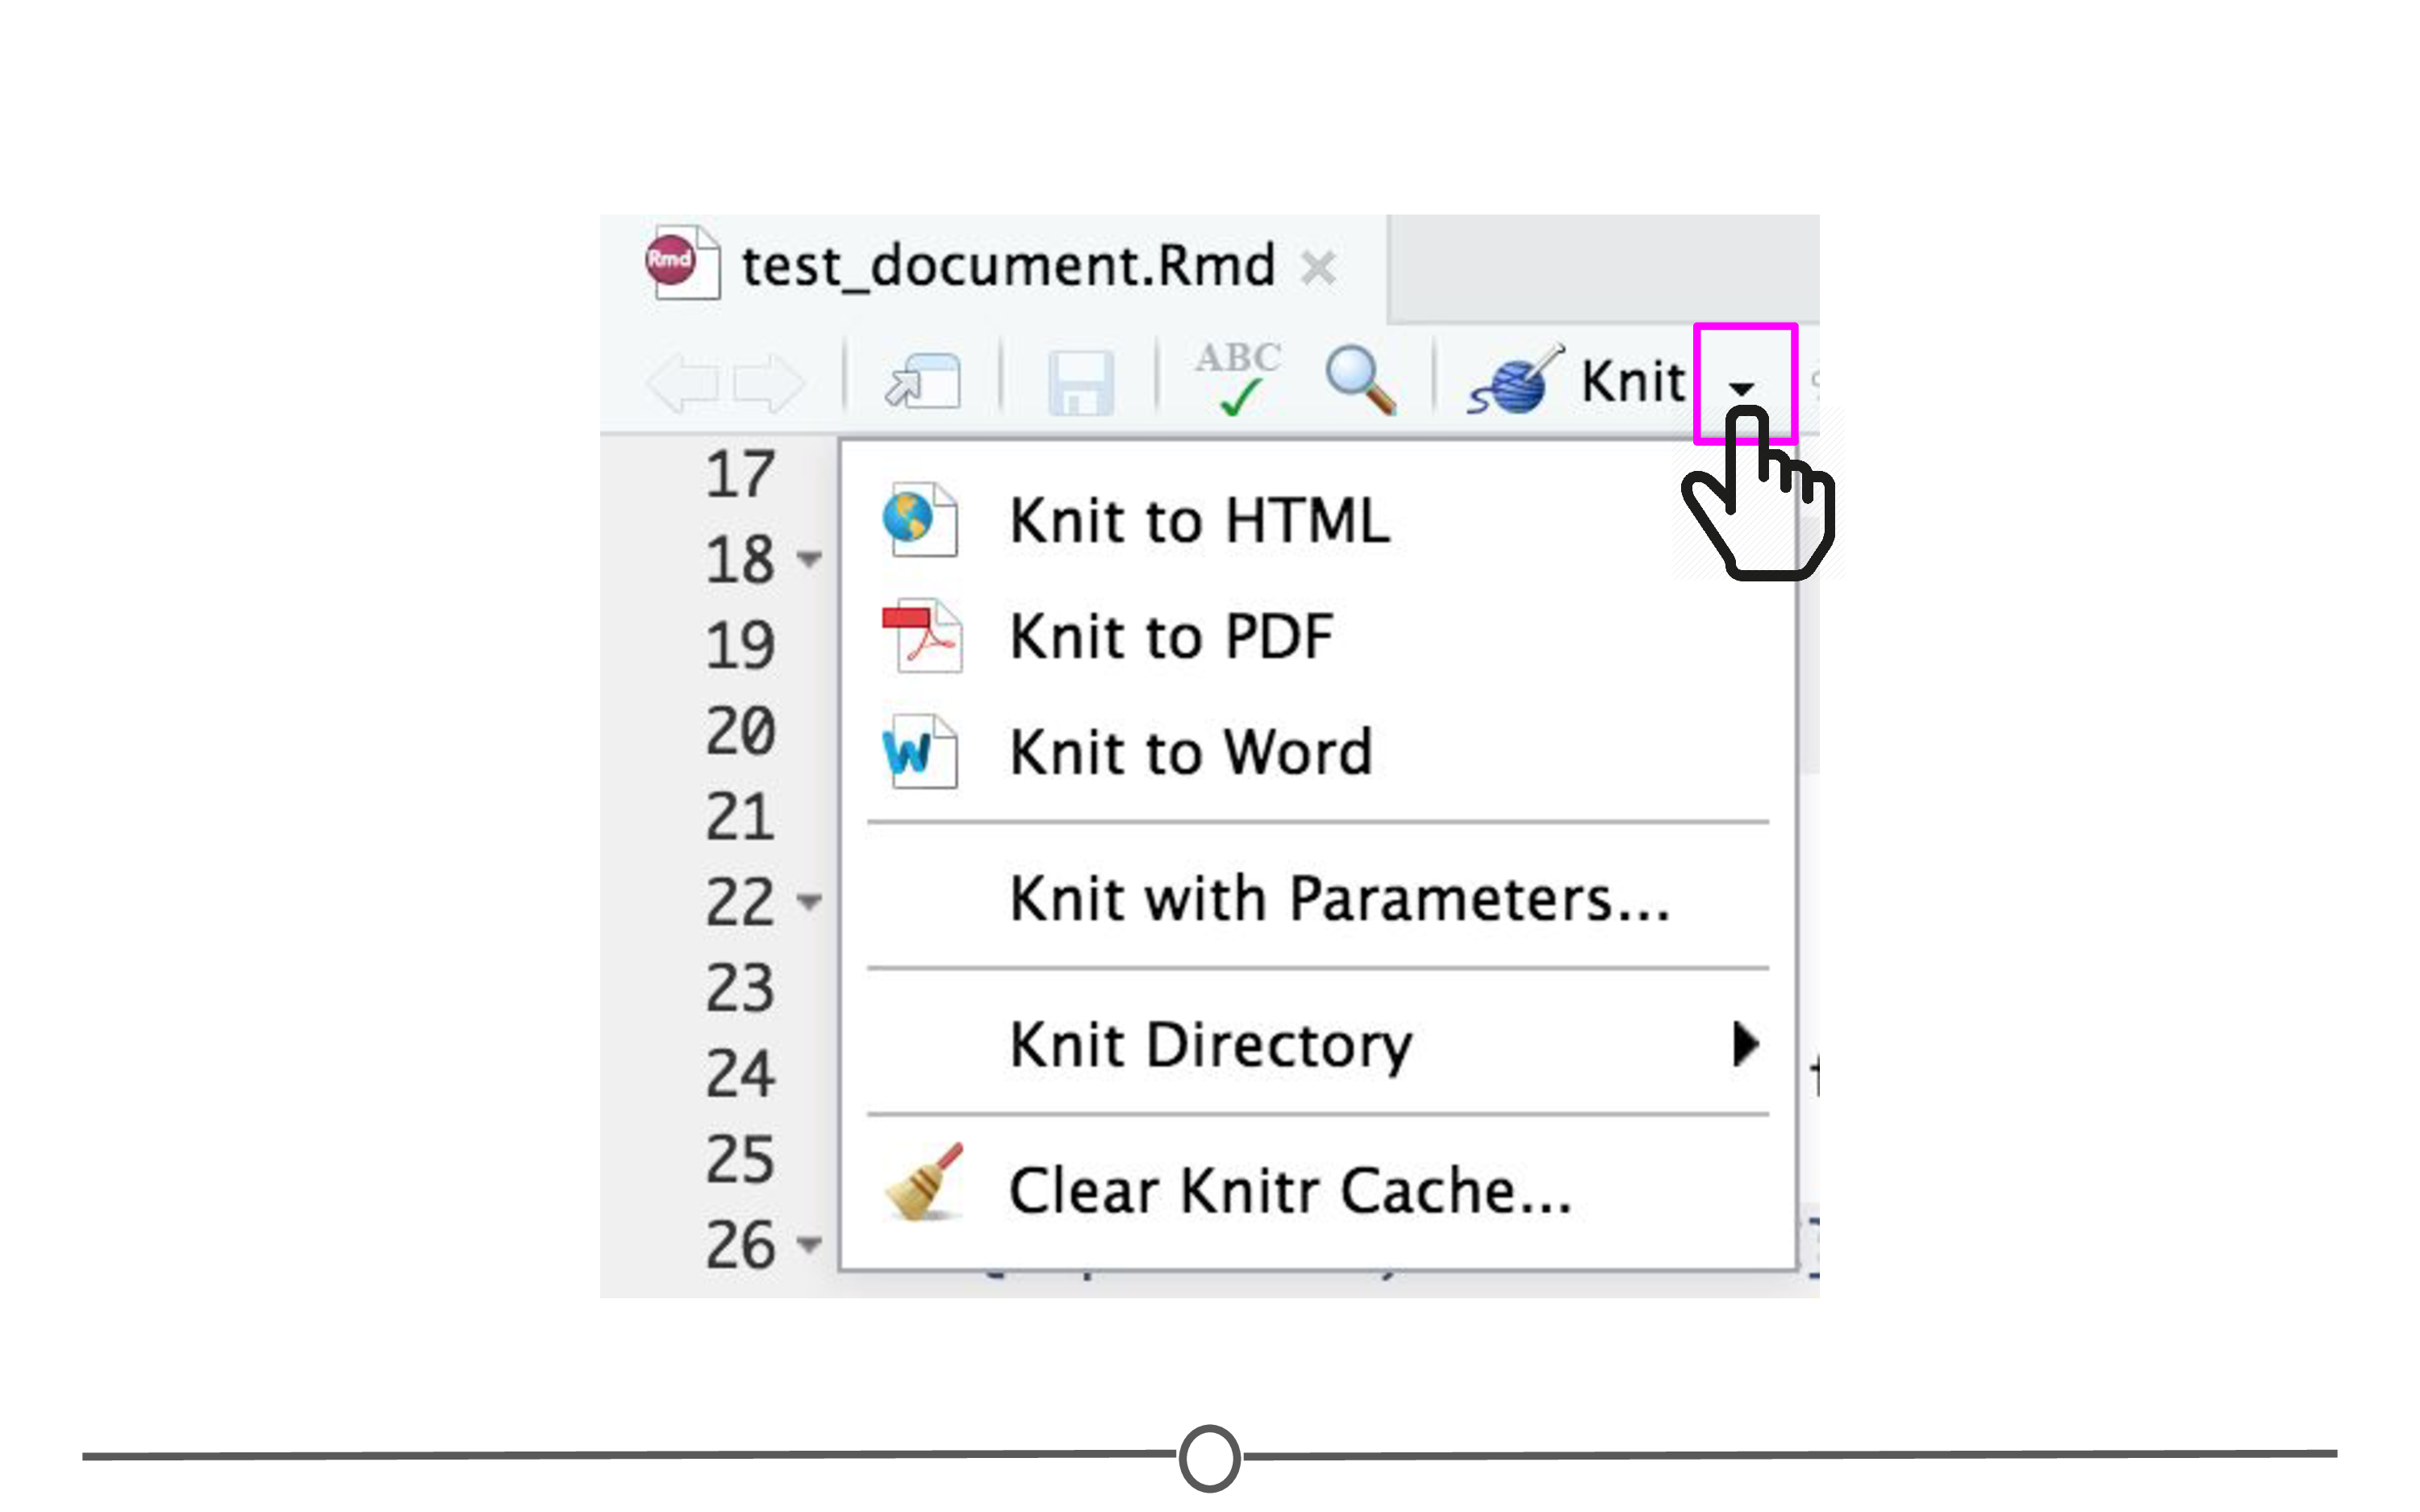 Rmd test_document.Rmd
ABC Knit
17
Knit to HTML
18
19
Knit to PDF
20
Knit to Word
21
22
Knit with Parameters...
23
24
Knit Directory
25
Clear Knitr Cache...
26